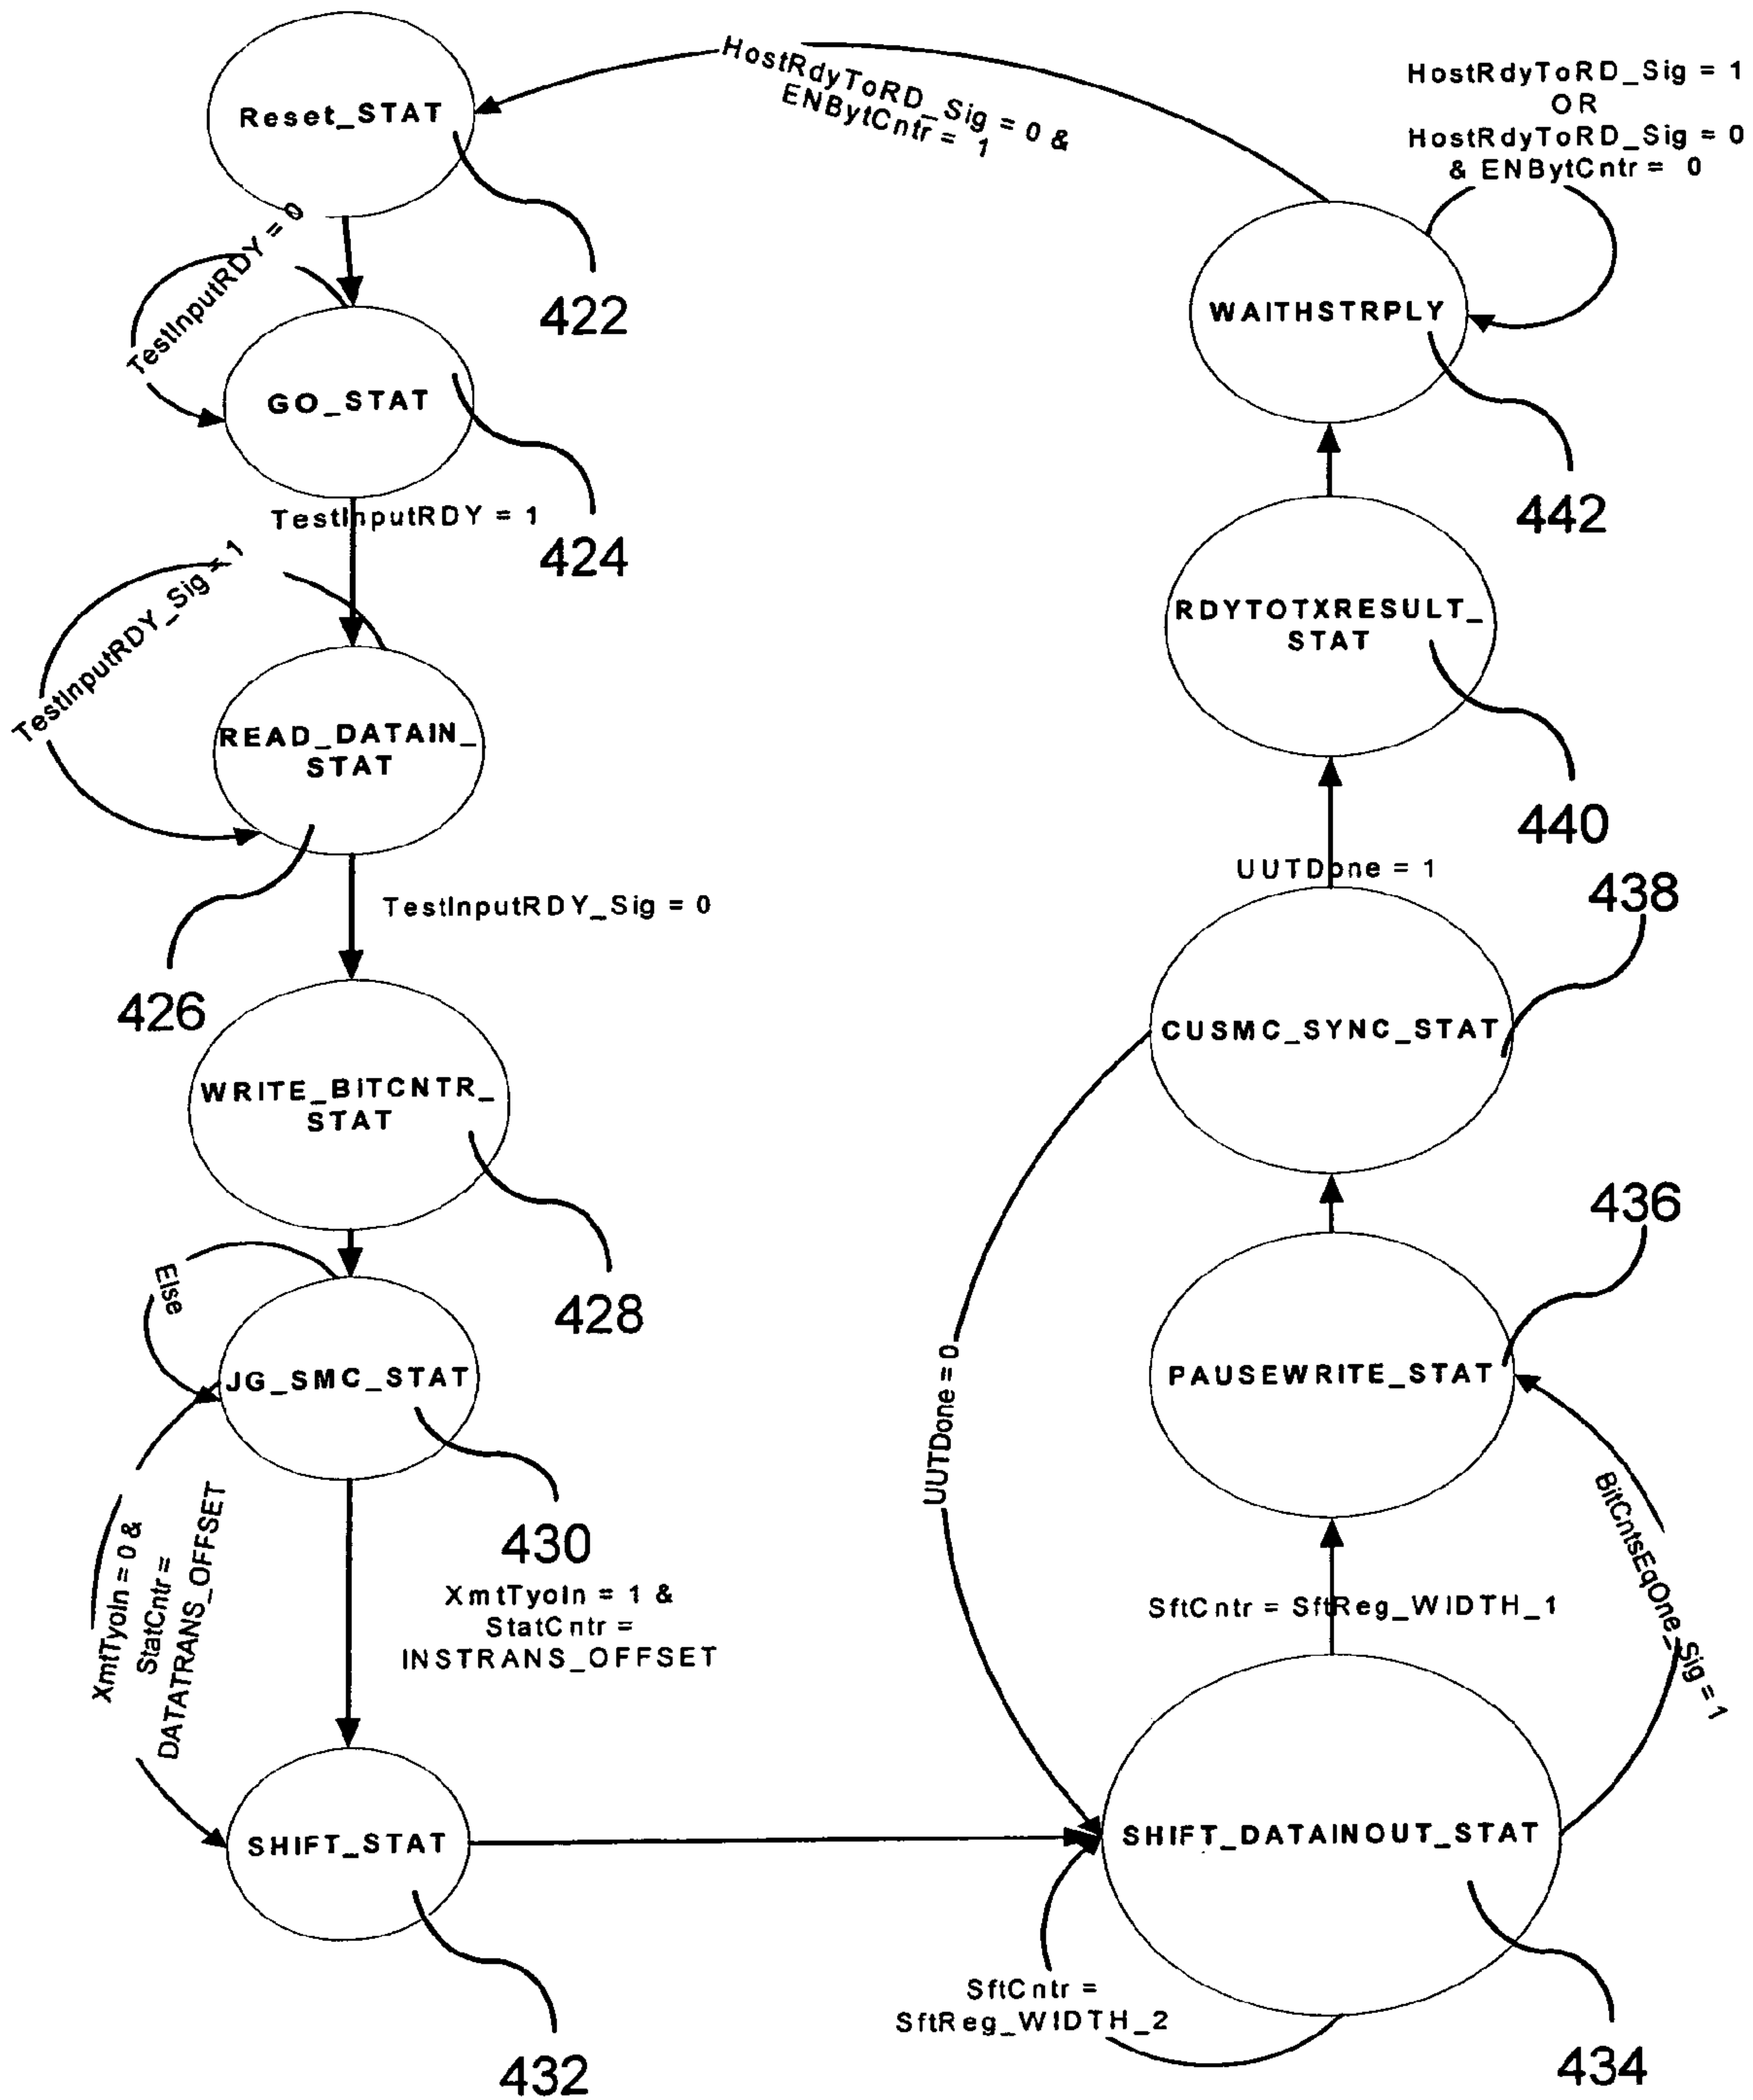 Reset_STAT
422
TestInputRDY = 0
GO_STAT
424
TestInputRDY = 1
TestInputRDY_Sig = 1
READ_DATAIN_
STAT
426
TestInputRDY_Sig = 0
WRITE_BITCNTR_
STAT
428
Else
JG_SMC_STAT
430
XmtTyoIn = 1 &
StatCntr =
INSTRANS_OFFSET
XmtTyoIn = 0 &
StatCntr =
DATATRANS_OFFSET
SHIFT_STAT
432
HostRdyToRD_Sig = 0 &
ENBytCntr = 1
HostRdyToRD_Sig = 1
OR
HostRdyToRD_Sig = 0
& ENBytCntr = 0
WAITHSTRPLY
442
RDYTOTXRESULT_
STAT
440
UUTDone = 1
438
CUSMC_SYNC_STAT
UUTDone = 0
436
PAUSEWRITE_STAT
BitCntsEqOne_Sig = 1
SftCntr = SftReg_WIDTH_1
SHIFT_DATAINOUT_STAT
SftCntr =
SftReg_WIDTH_2
434